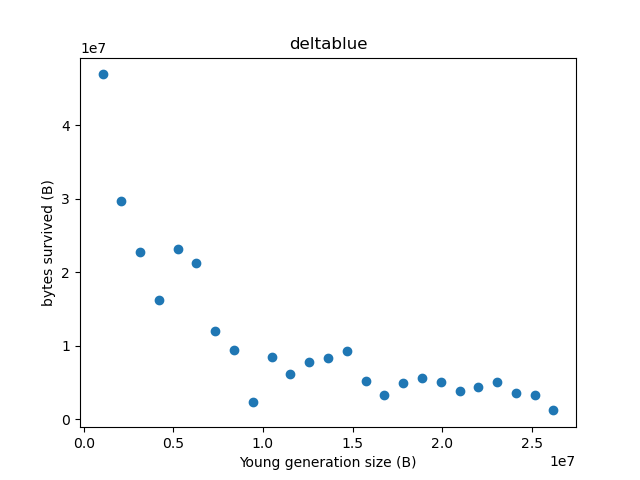 deltablue
1e7
bytes survived (B)
4
3
2
1
0
0.0 0.5 1.0 1.5 2.0 2.5
Young generation size (B)
1e7